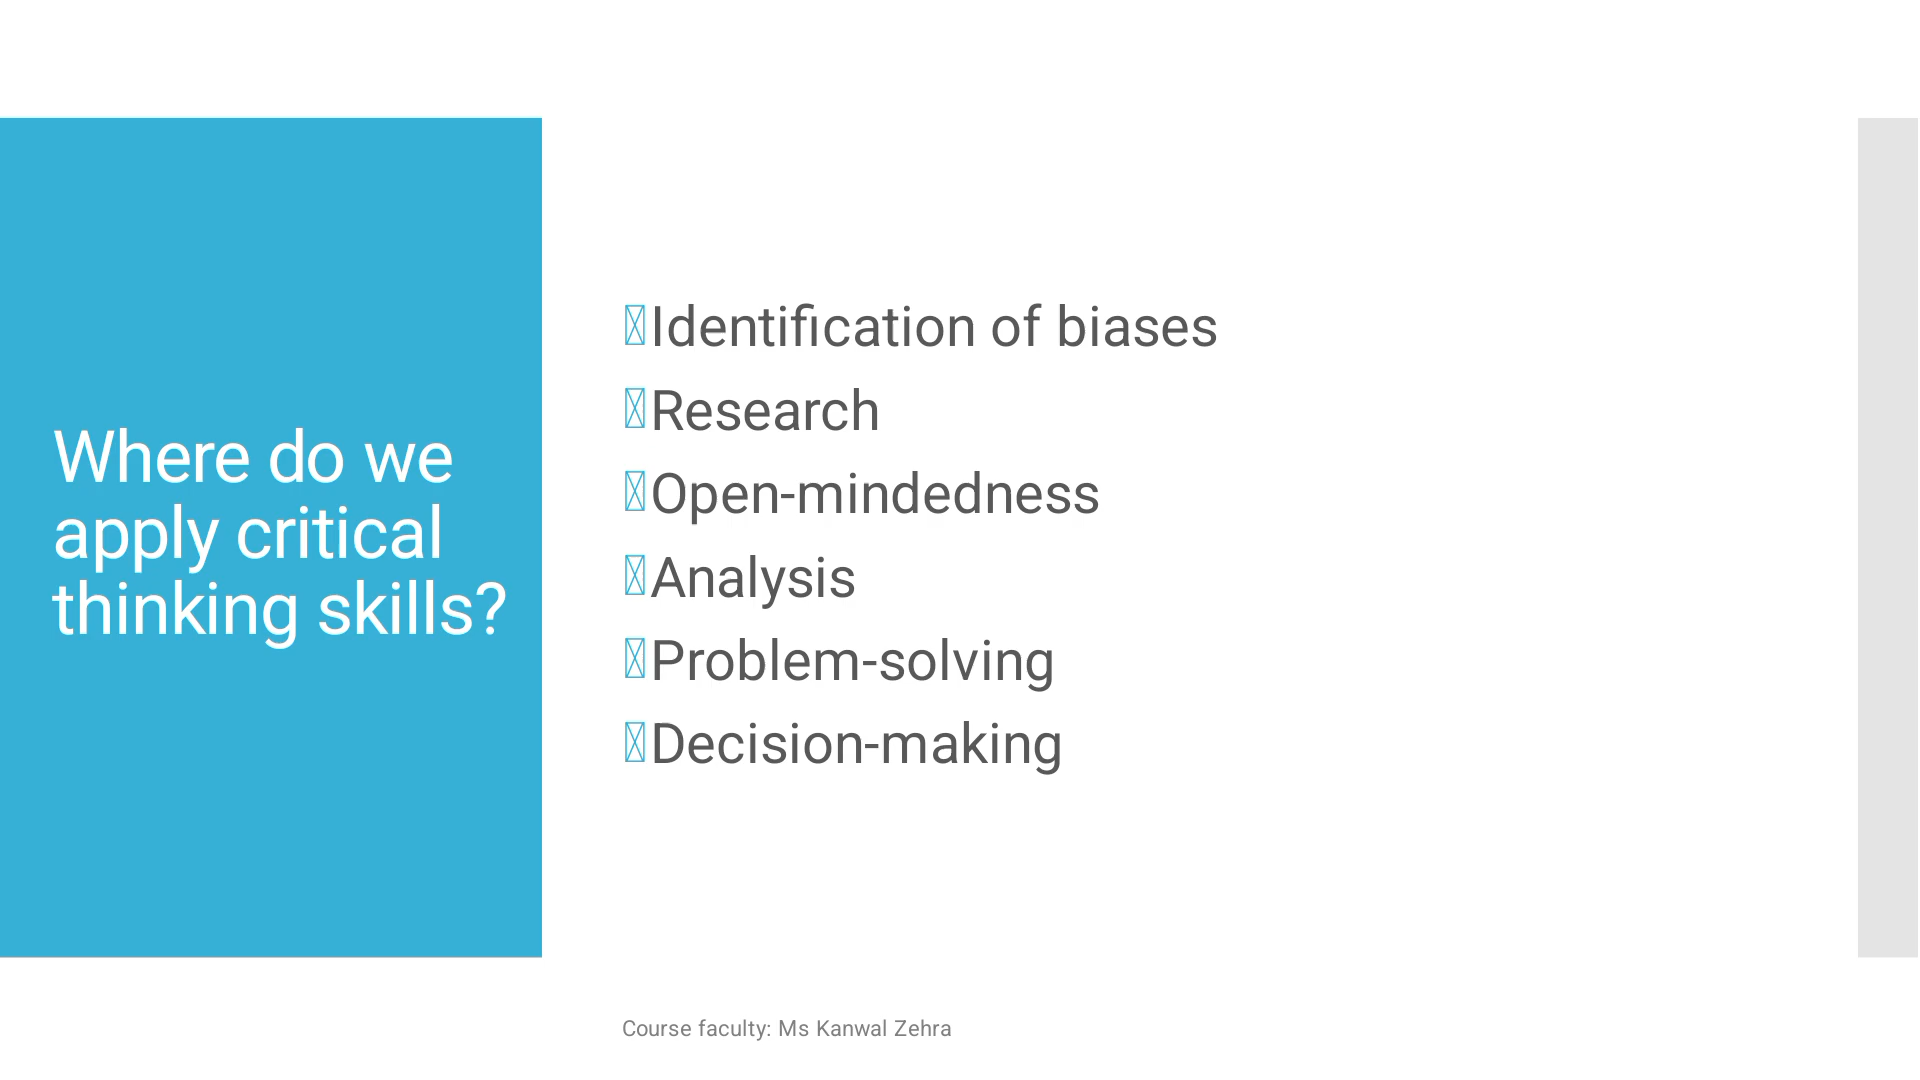 Where do we
apply critical
thinking skills?
Identification of biases
Research
Open-mindedness
Analysis
Problem-solving
Decision-making
Course faculty: Ms Kanwal Zehra